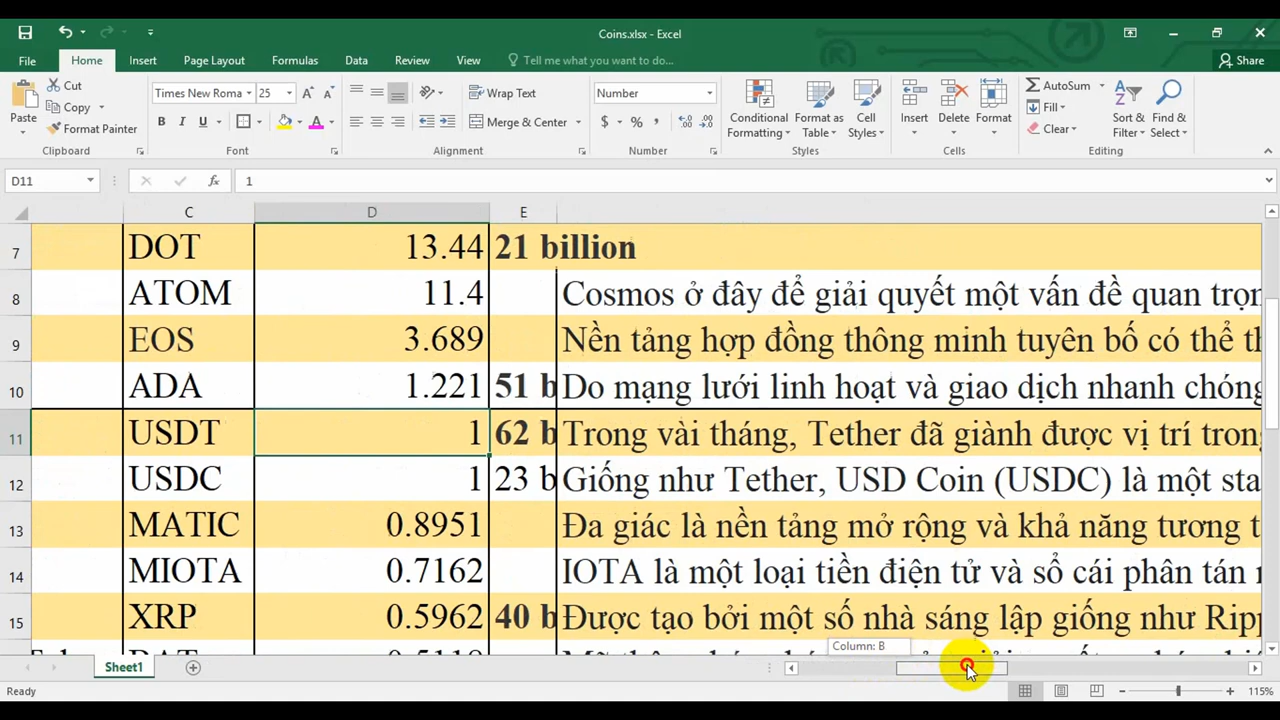 Coins.xlsx - Excel
File Home Insert Page Layout Formulas Data Review View Tell me what you want to do... Share
Paste Cut Copy Format Painter Clipboard
Times New Roma 25 B I U A Font
Wrap Text Merge & Center Alignment
Number $ % , Number
Conditional Formatting Format as Table Cell Styles Styles
Insert Delete Format Cells
AutoSum Fill Clear Sort & Filter Find & Select Editing
D11 fx 1
C D E
7 DOT 13.44 21 billion
8 ATOM 11.4 Cosmos ở đây để giải quyết một vấn đề quan
9 EOS 3.689 Nền tảng hợp đồng thông minh tuyên bố có thể
10 ADA 1.221 51 b Do mạng lưới linh hoạt và giao dịch nhanh chóng
11 USDT 1 62 b Trong vài tháng, Tether đã giành được vị trí
12 USDC 1 23 b Giống như Tether, USD Coin (USDC) là một
13 MATIC 0.8951 Đa giác là nền tảng mở rộng và khả năng tương
14 MIOTA 0.7162 IOTA là một loại tiền điện tử và sổ cái phân tán
15 XRP 0.5962 40 b Được tạo bởi một số nhà sáng lập giống như
Column: B
Sheet1
Ready 115%